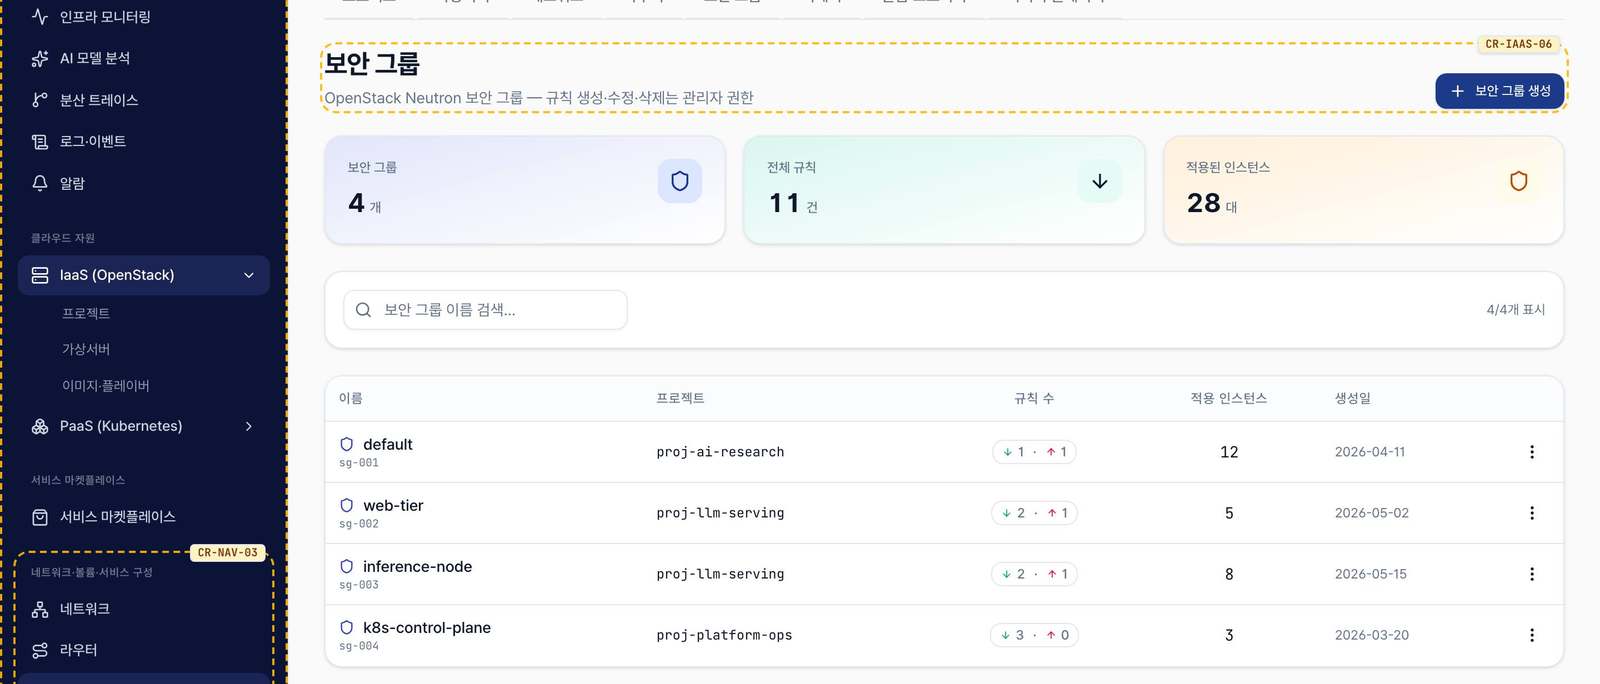 인프라 모니터링
AI 모델 분석
분산 트레이스
로그·이벤트
알람
클라우드 자원
IaaS (OpenStack)
프로젝트
가상서버
이미지·플레이버
PaaS (Kubernetes)
서비스 마켓플레이스
서비스 마켓플레이스
CR-NAV-03
네트워크·볼륨·서비스 구성
네트워크
라우터
CR-IAAS-06
보안 그룹
OpenStack Neutron 보안 그룹 — 규칙 생성·수정·삭제는 관리자 권한
+ 보안 그룹 생성
보안 그룹
4 개
전체 규칙
11 건
적용된 인스턴스
28 대
보안 그룹 이름 검색...
4/4개 표시
이름 프로젝트 규칙 수 적용 인스턴스 생성일
default proj-ai-research ↓ 1 · ↑ 1 12 2026-04-11
sg-001
web-tier proj-llm-serving ↓ 2 · ↑ 1 5 2026-05-02
sg-002
inference-node proj-llm-serving ↓ 2 · ↑ 1 8 2026-05-15
sg-003
k8s-control-plane proj-platform-ops ↓ 3 · ↑ 0 3 2026-03-20
sg-004